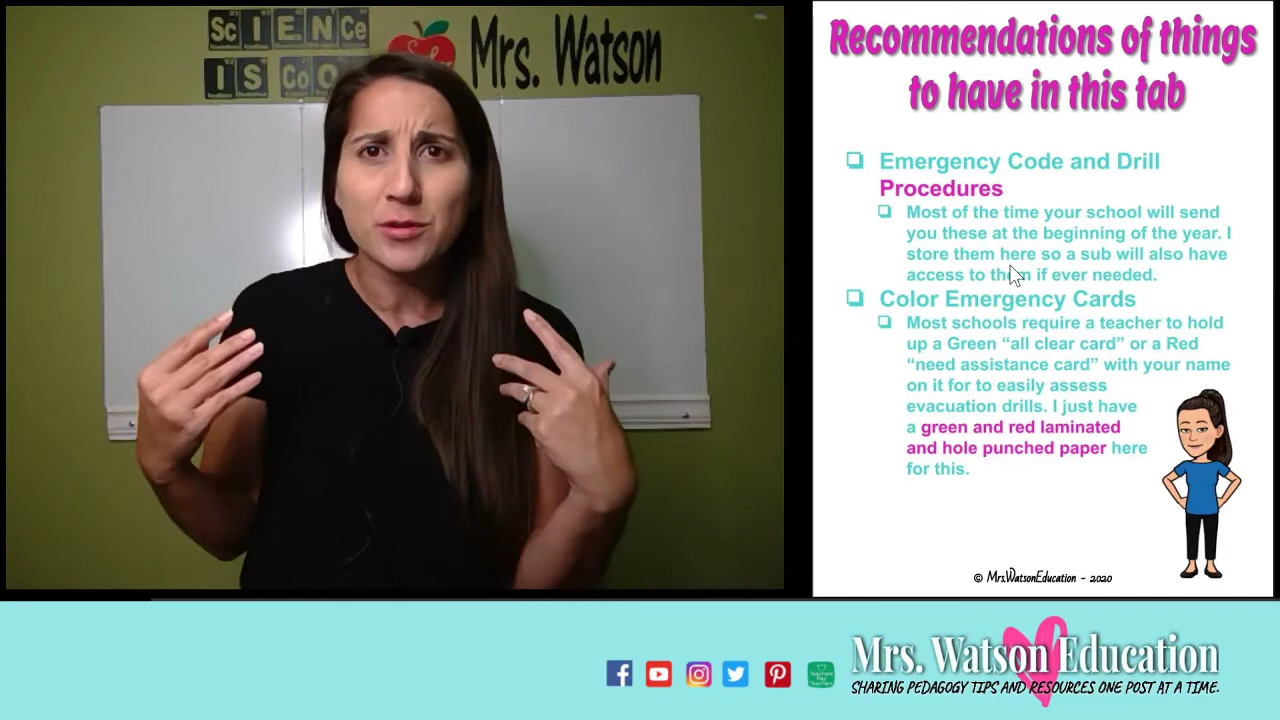 Sc I E N Ce
I S Co O
Mrs. Watson
Recommendations of things
to have in this tab
Emergency Code and Drill
Procedures
Most of the time your school will send
you these at the beginning of the year. I
store them here so a sub will also have
access to them if ever needed.
Color Emergency Cards
Most schools require a teacher to hold
up a Green “all clear card” or a Red
“need assistance card” with your name
on it for to easily assess
evacuation drills. I just have
a green and red laminated
and hole punched paper here
for this.
© Mrs.WatsonEducation - 2020
Mrs. Watson Education
SHARING PEDAGOGY TIPS AND RESOURCES ONE POST AT A TIME.